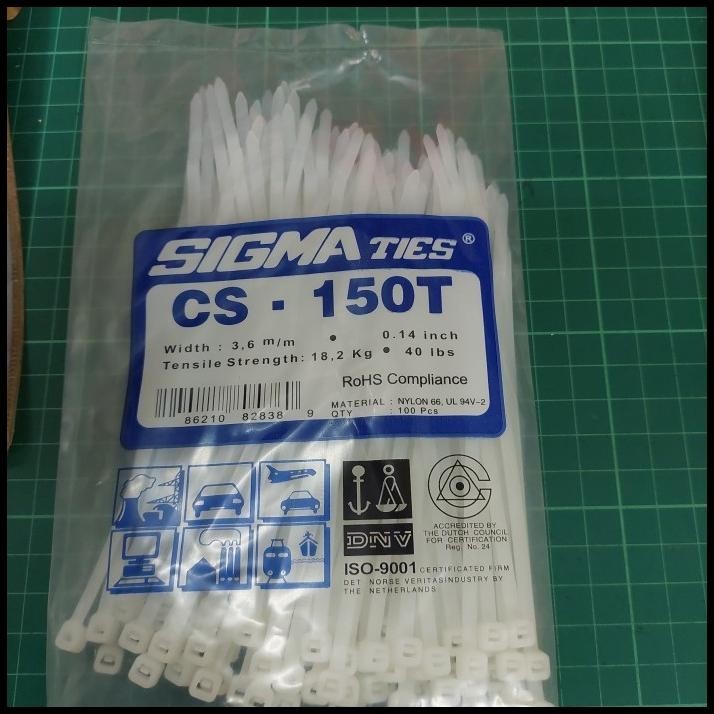 SIGMA TIES®
CS - 150T
Width : 3,6 m/m • 0.14 inch
Tensile Strength: 18,2 Kg • 40 lbs
RoHS Compliance
MATERIAL : NYLON 66, UL 94V-2
QTY : 100 Pcs
86210 82838 9
DNV
ACCREDITED BY
THE DUTCH COUNCIL
FOR CERTIFICATION
Reg. No. 24
ISO-9001 CERTIFICATED FIRM
DET NORSE VERITASINDUSTRY BY
THE NETHERLANDS